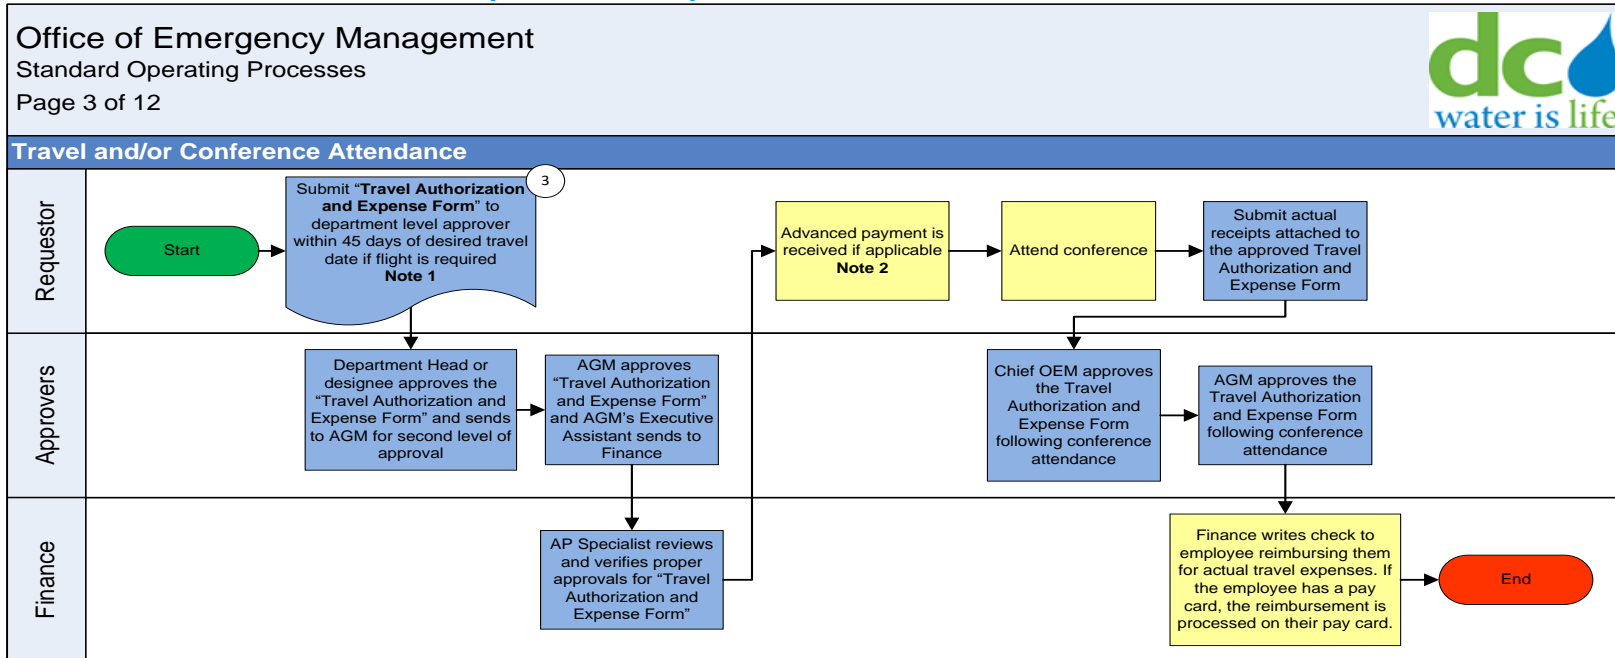 Office of Emergency Management
Standard Operating Processes
Page 3 of 12
dc
water is life
Travel and/or Conference Attendance
Requestor
Start
Submit “Travel Authorization
and Expense Form” to
department level approver
within 45 days of desired travel
date if flight is required
Note 1
3
Advanced payment is
received if applicable
Note 2
Attend conference
Submit actual
receipts attached to
the approved Travel
Authorization and
Expense Form
Approvers
Department Head or
designee approves the
“Travel Authorization and
Expense Form” and sends
to AGM for second level of
approval
AGM approves
“Travel Authorization
and Expense Form”
and AGM’s Executive
Assistant sends to
Finance
Chief OEM approves
the Travel
Authorization and
Expense Form
following conference
attendance
AGM approves the
Travel Authorization
and Expense Form
following conference
attendance
Finance
AP Specialist reviews
and verifies proper
approvals for “Travel
Authorization and
Expense Form”
Finance writes check to
employee reimbursing them
for actual travel expenses. If
the employee has a pay
card, the reimbursement is
processed on their pay card.
End